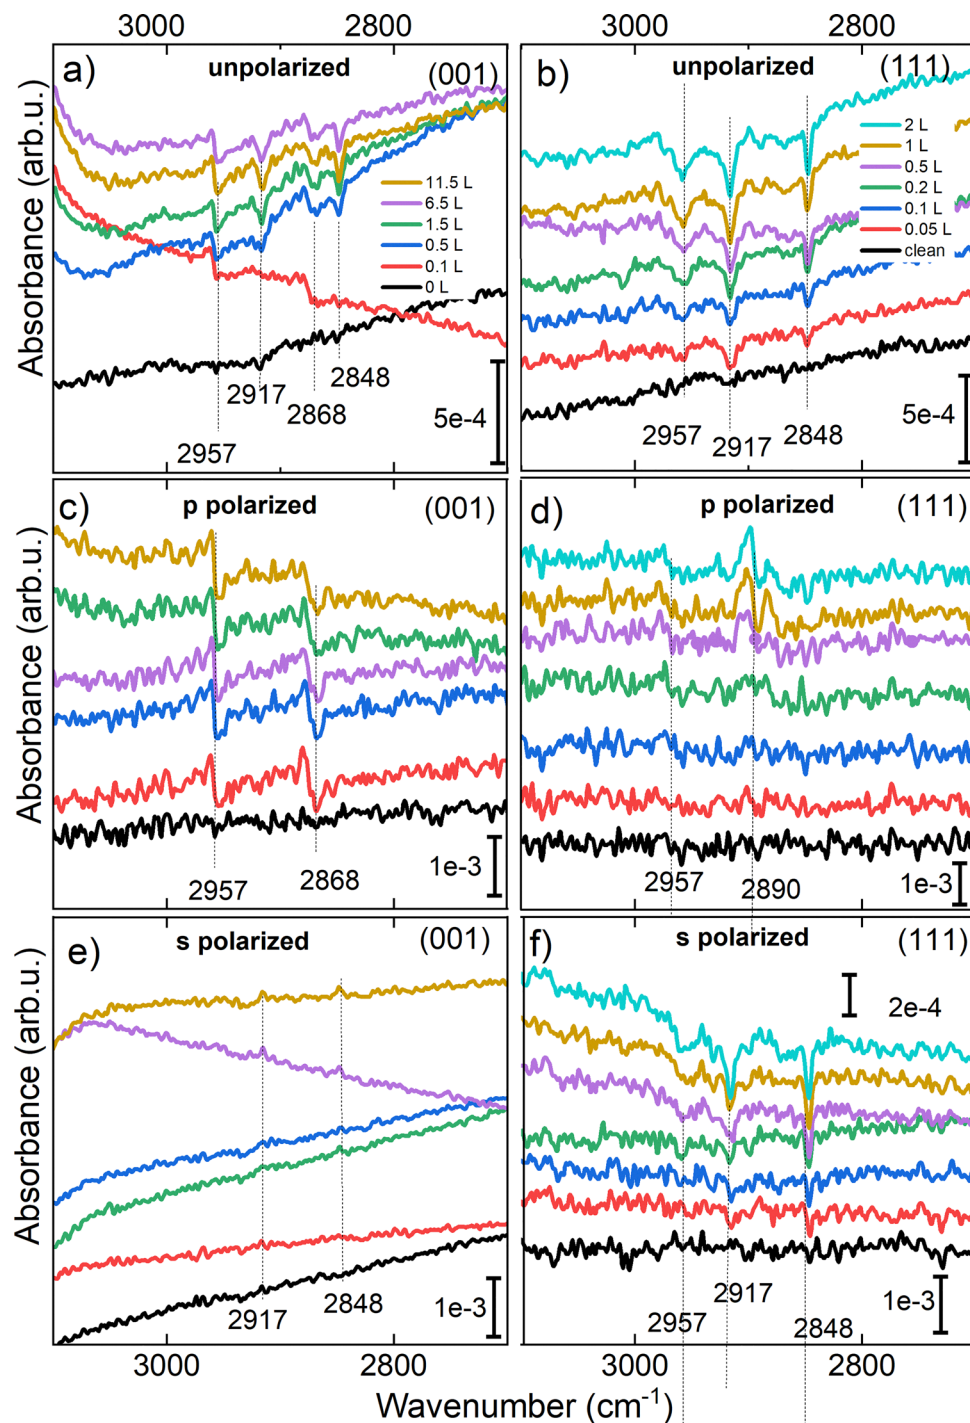 3000 2800 3000 2800
a) unpolarized (001)
11.5 L
6.5 L
1.5 L
0.5 L
0.1 L
0 L
2917 2848
2868
2957
5e-4
Absorbance (arb.u.)
b) unpolarized (111)
2 L
1 L
0.5 L
0.2 L
0.1 L
0.05 L
clean
2957 2848
2917
5e-4
c) p polarized (001)
2957 2868
1e-3
Absorbance (arb.u.)
d) p polarized (111)
2957 2890
1e-3
e) s polarized (001)
2917 2848
1e-3
Absorbance (arb.u.)
f) s polarized (111)
2e-4
2917
2957 2848
1e-3
3000 2800 3000 2800
Wavenumber (cm⁻¹)